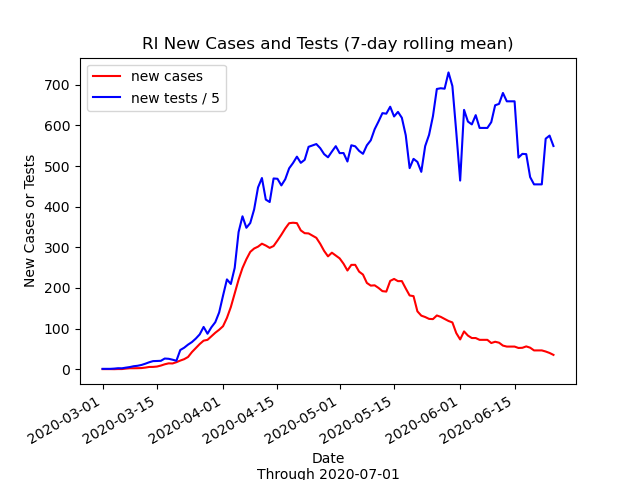 RI New Cases and Tests (7-day rolling mean)
new cases
new tests / 5
New Cases or Tests
700
600
500
400
300
200
100
0
2020-03-01
2020-03-15
2020-04-01
2020-04-15
2020-05-01
2020-05-15
2020-06-01
2020-06-15
Date
Through 2020-07-01